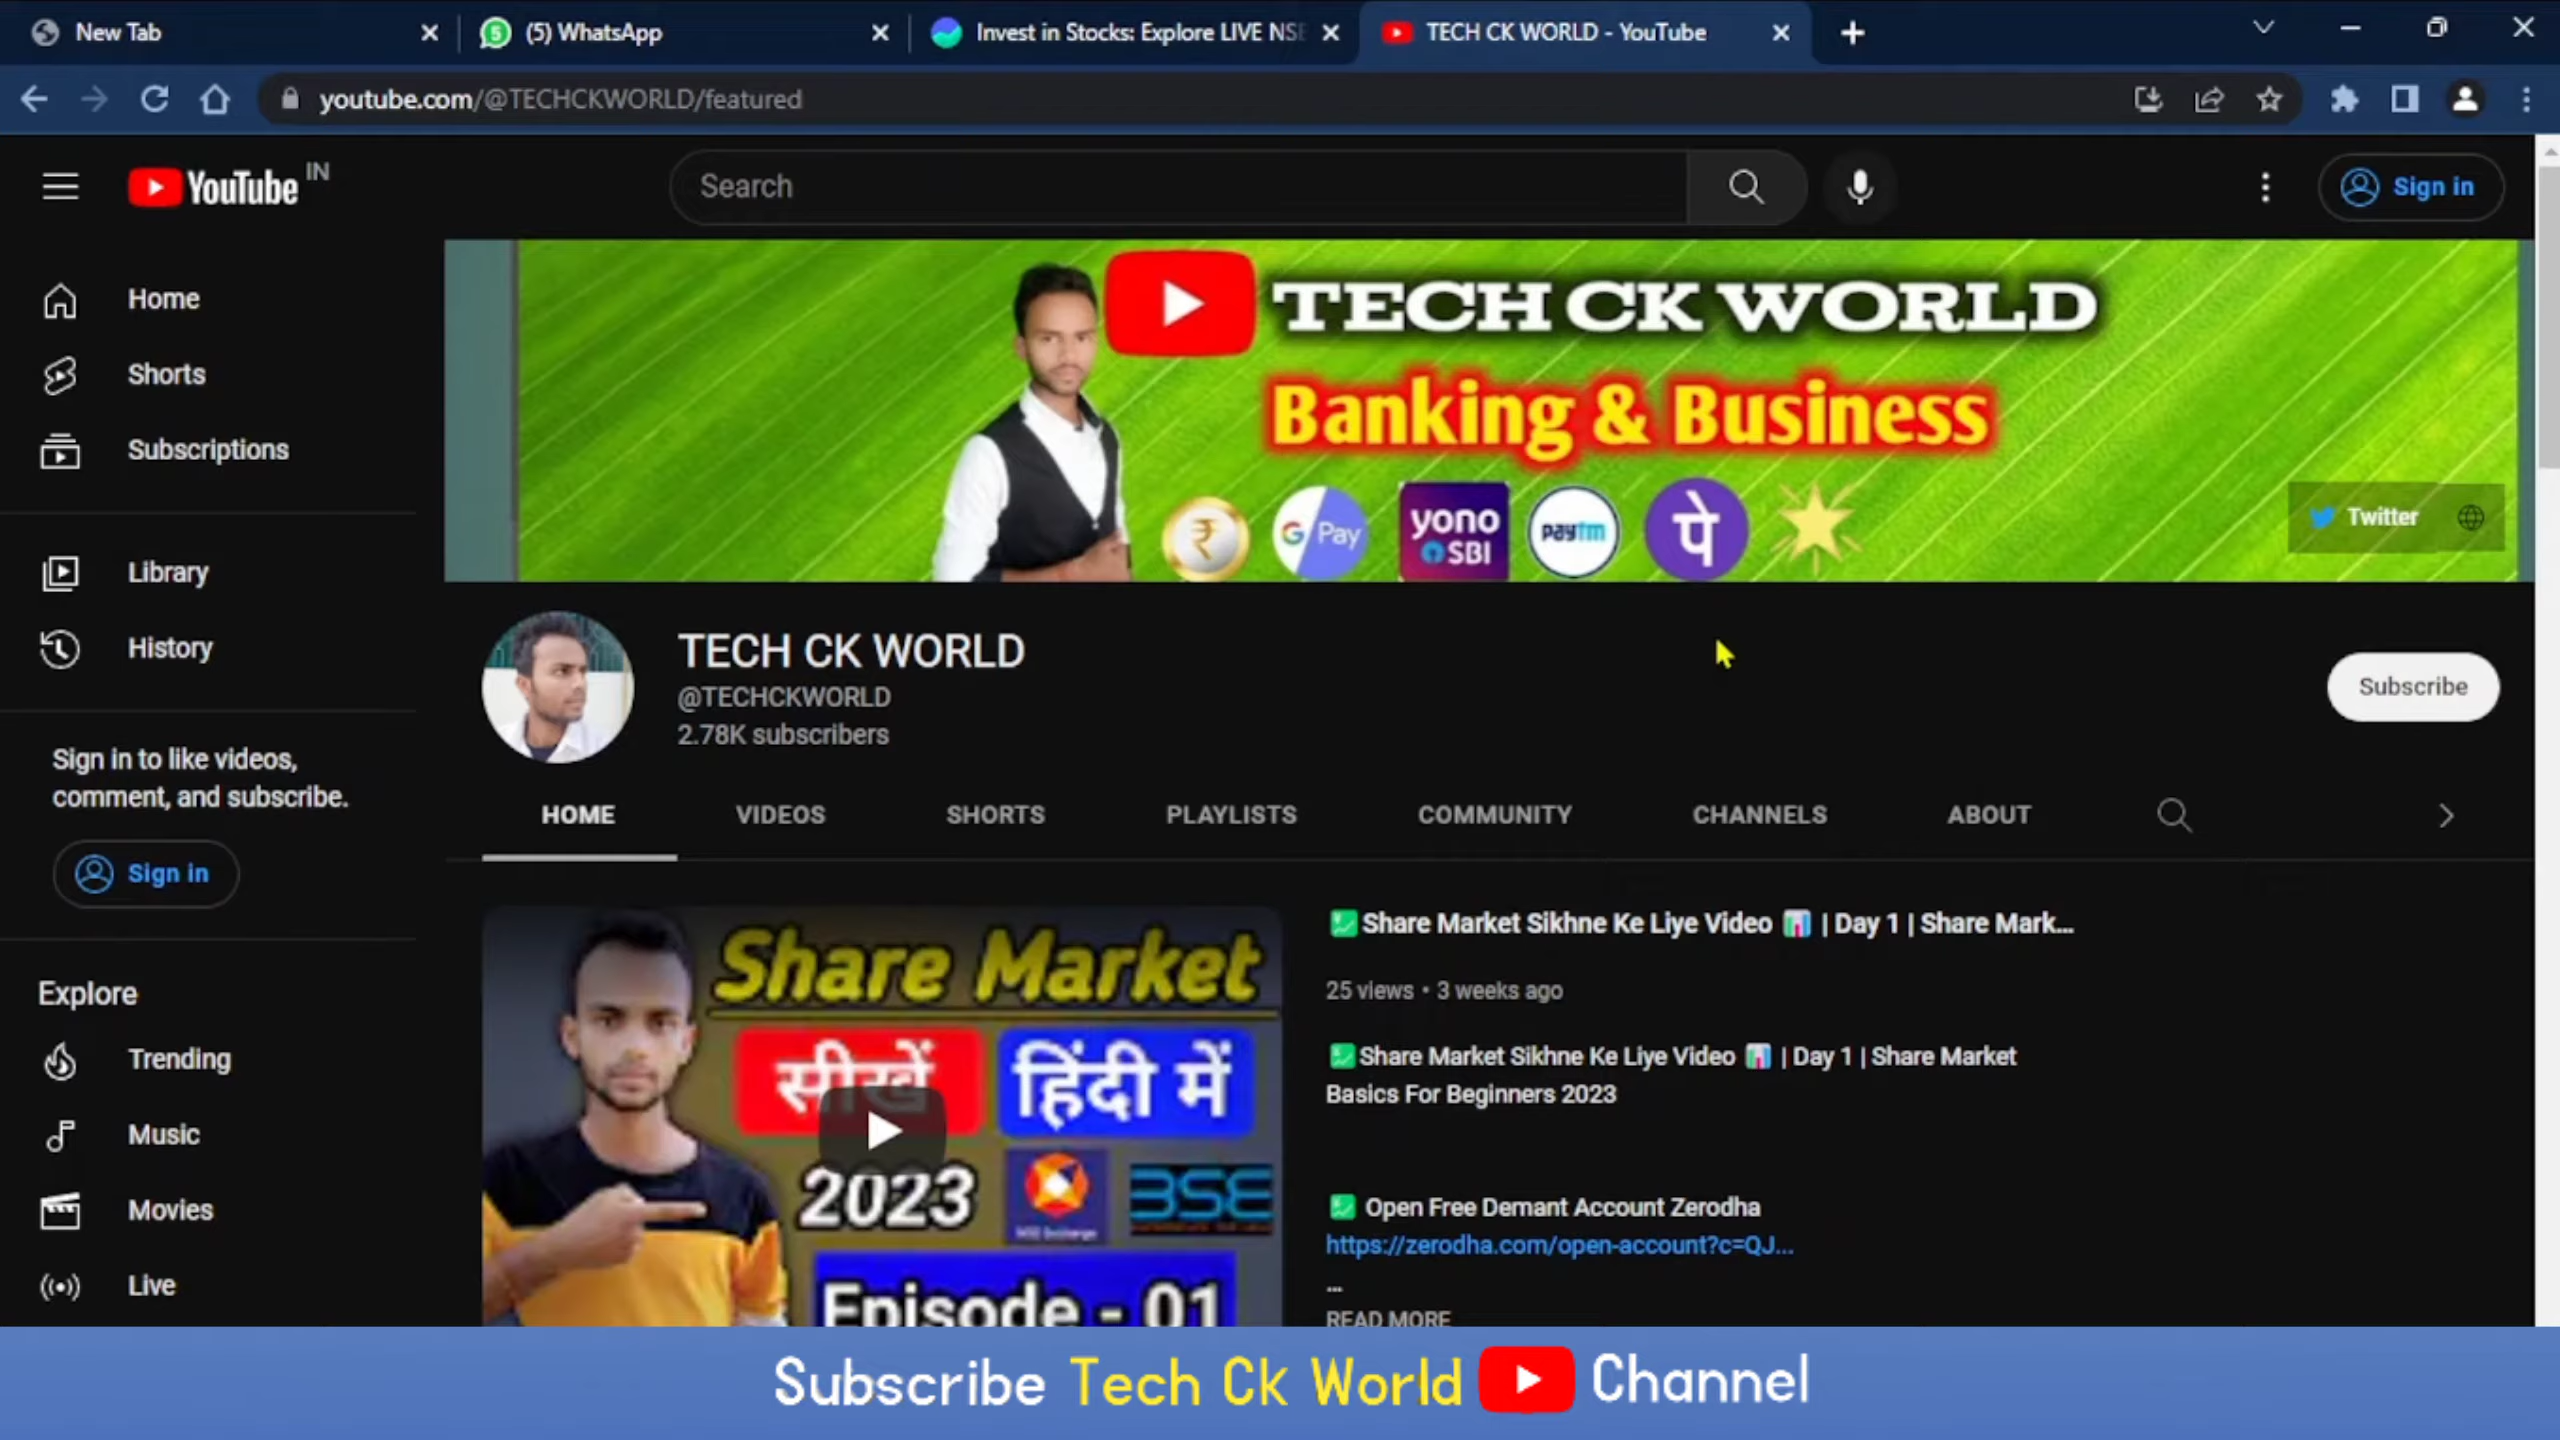 New Tab
(5) WhatsApp
Invest in Stocks: Explore LIVE NSE
TECH CK WORLD - YouTube
youtube.com/@TECHCKWORLD/featured
YouTube IN
Search
Sign in
Home
Shorts
Subscriptions
Library
History
Sign in to like videos,
comment, and subscribe.
Sign in
Explore
Trending
Music
Movies
Live
TECH CK WORLD
Banking & Business
₹
G Pay
yono
SBI
paytm
पे
Twitter
TECH CK WORLD
@TECHCKWORLD
2.78K subscribers
Subscribe
HOME
VIDEOS
SHORTS
PLAYLISTS
COMMUNITY
CHANNELS
ABOUT
Share Market
सीखें हिंदी में
2023
BSE
Episode - 01
✅Share Market Sikhne Ke Liye Video 📊 | Day 1 | Share Mark...
25 views • 3 weeks ago
✅Share Market Sikhne Ke Liye Video 📊 | Day 1 | Share Market
Basics For Beginners 2023
✅ Open Free Demant Account Zerodha
https://zerodha.com/open-account?c=QJ...
...
READ MORE
Subscribe Tech Ck World Channel